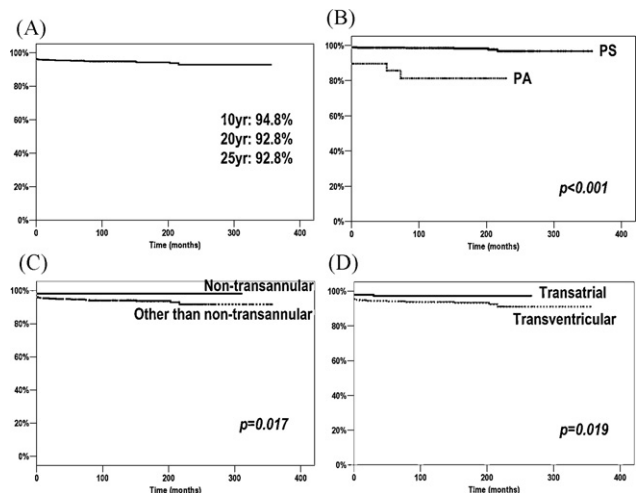 (A)
100%
80%
60%
40%
20%
0%
10yr: 94.8%
20yr: 92.8%
25yr: 92.8%
0 100 200 300 400
Time (months)
(B)
100%
80%
60%
40%
20%
0%
PS
PA
p<0.001
0 100 200 300 400
Time (months)
(C)
100%
80%
60%
40%
20%
0%
Non-transannular
Other than non-transannular
p=0.017
0 100 200 300 400
Time (months)
(D)
100%
80%
60%
40%
20%
0%
Transatrial
Transventricular
p=0.019
0 100 200 300 400
Time (months)